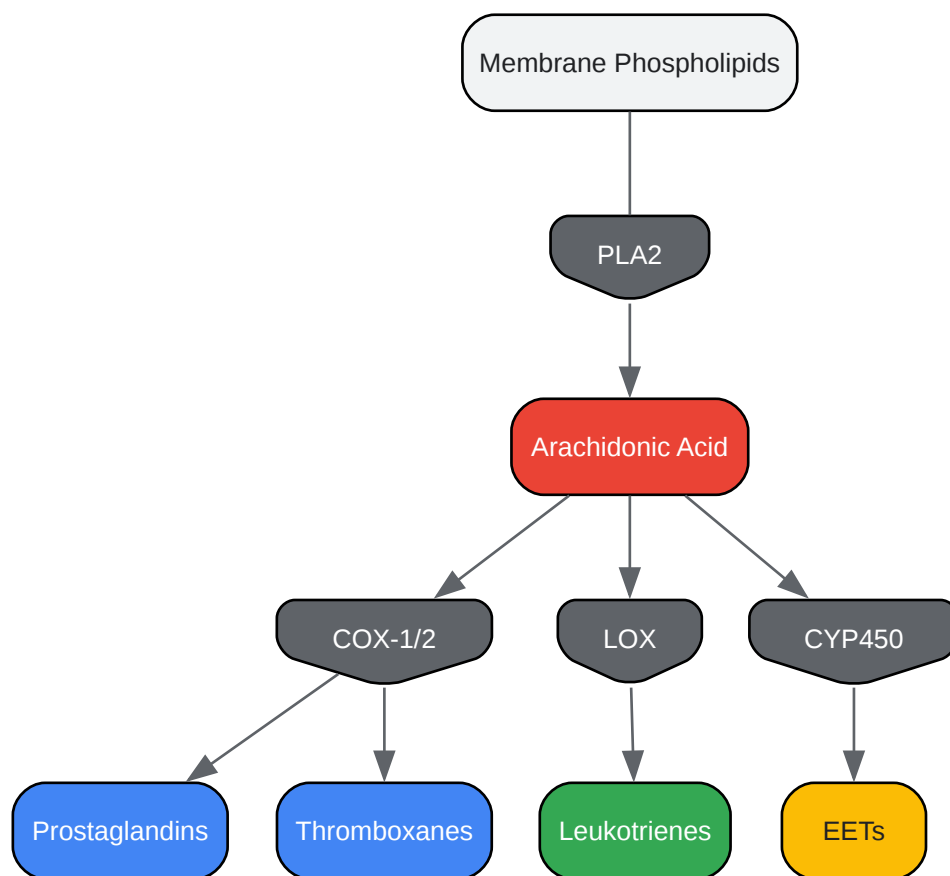 Membrane Phospholipids
PLA2
Arachidonic Acid
COX-1/2
LOX
CYP450
Prostaglandins
Thromboxanes
Leukotrienes
EETs